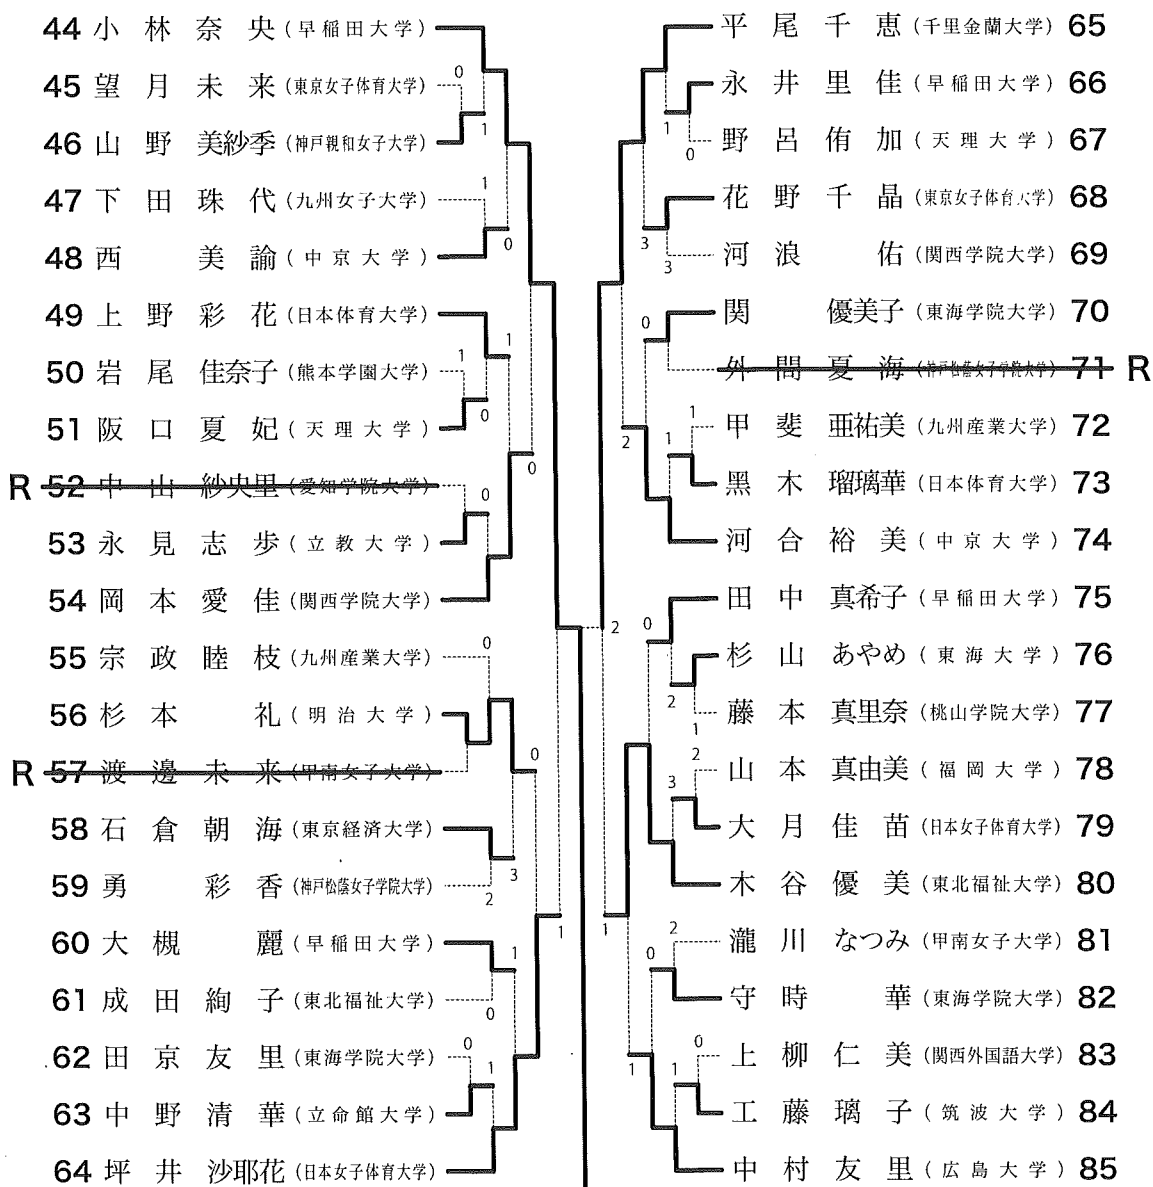 44 小林奈央 (早稲田大学)
45 望月未来 (東京女子体育大学)
46 山野美紗季 (神戸親和女子大学)
47 下田珠代 (九州女子大学)
48 西美諭 (中京大学)
49 上野彩花 (日本体育大学)
50 岩尾佳奈子 (熊本学園大学)
51 阪口夏妃 (天理大学)
R 52 中山紗央里 (愛知学院大学)
53 永見志歩 (立教大学)
54 岡本愛佳 (関西学院大学)
55 宗政睦枝 (九州産業大学)
56 杉本礼 (明治大学)
R 57 渡邊未来 (甲南女子大学)
58 石倉朝海 (東京経済大学)
59 勇彩香 (神戸松蔭女子学院大学)
60 大槻麗 (早稲田大学)
61 成田絢子 (東北福祉大学)
62 田京友里 (東海学院大学)
63 中野清華 (立命館大学)
64 坪井沙耶花 (日本女子体育大学)
0
1
1
0
1
1
0
0
0
0
0
3
2
1
0
0
1
1
2
平尾千恵 (千里金蘭大学) 65
永井里佳 (早稲田大学) 66
野呂侑加 (天理大学) 67
花野千晶 (東京女子体育大学) 68
河浪佑 (関西学院大学) 69
関優美子 (東海学院大学) 70
外間夏海 (神戸松蔭女子学院大学) 71 R
甲斐亜祐美 (九州産業大学) 72
黒木瑠璃華 (日本体育大学) 73
河合裕美 (中京大学) 74
田中真希子 (早稲田大学) 75
杉山あやめ (東海大学) 76
藤本真里奈 (桃山学院大学) 77
山本真由美 (福岡大学) 78
大月佳苗 (日本女子体育大学) 79
木谷優美 (東北福祉大学) 80
瀧川なつみ (甲南女子大学) 81
守時華 (東海学院大学) 82
上柳仁美 (関西外国語大学) 83
工藤璃子 (筑波大学) 84
中村友里 (広島大学) 85
1
0
3
3
0
1
2
1
0
2
1
2
3
2
1
0
0
1
1